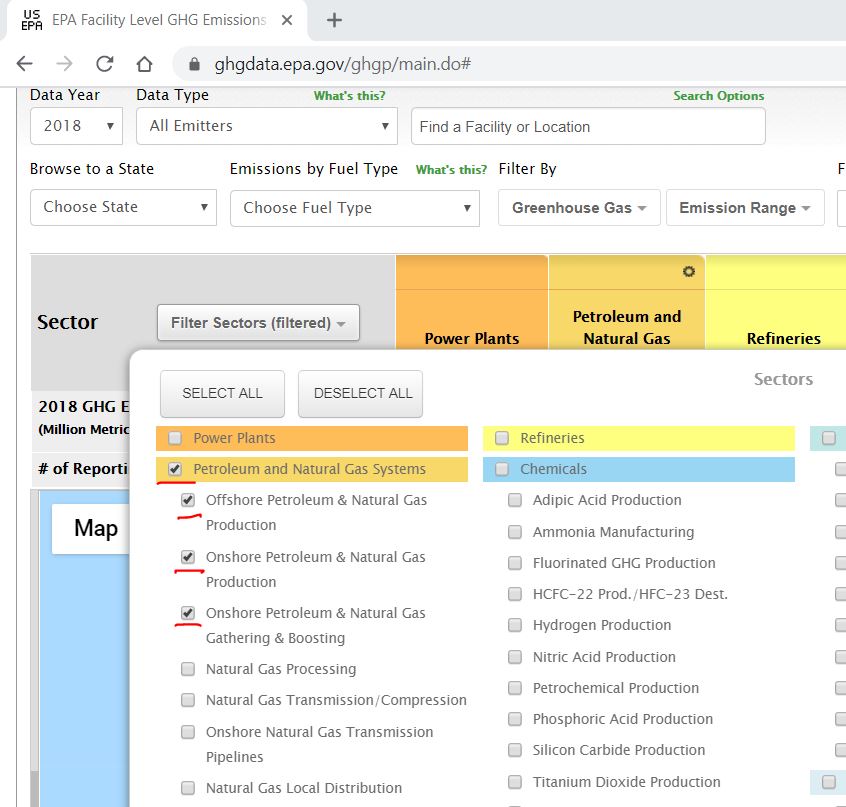 US
EPA
EPA Facility Level GHG Emissions
ghgdata.epa.gov/ghgp/main.do#
Data Year
Data Type
What's this?
Search Options
2018
All Emitters
Find a Facility or Location
Browse to a State
Emissions by Fuel Type
What's this?
Filter By
F
Choose State
Choose Fuel Type
Greenhouse Gas
Emission Range
Sector
Filter Sectors (filtered)
Power Plants
Petroleum and
Natural Gas
Refineries
2018 GHG E
(Million Metric
# of Reporti
Map
SELECT ALL
DESELECT ALL
Sectors
Power Plants
Petroleum and Natural Gas Systems
Offshore Petroleum & Natural Gas
Production
Onshore Petroleum & Natural Gas
Production
Onshore Petroleum & Natural Gas
Gathering & Boosting
Natural Gas Processing
Natural Gas Transmission/Compression
Onshore Natural Gas Transmission
Pipelines
Natural Gas Local Distribution
Refineries
Chemicals
Adipic Acid Production
Ammonia Manufacturing
Fluorinated GHG Production
HCFC-22 Prod./HFC-23 Dest.
Hydrogen Production
Nitric Acid Production
Petrochemical Production
Phosphoric Acid Production
Silicon Carbide Production
Titanium Dioxide Production